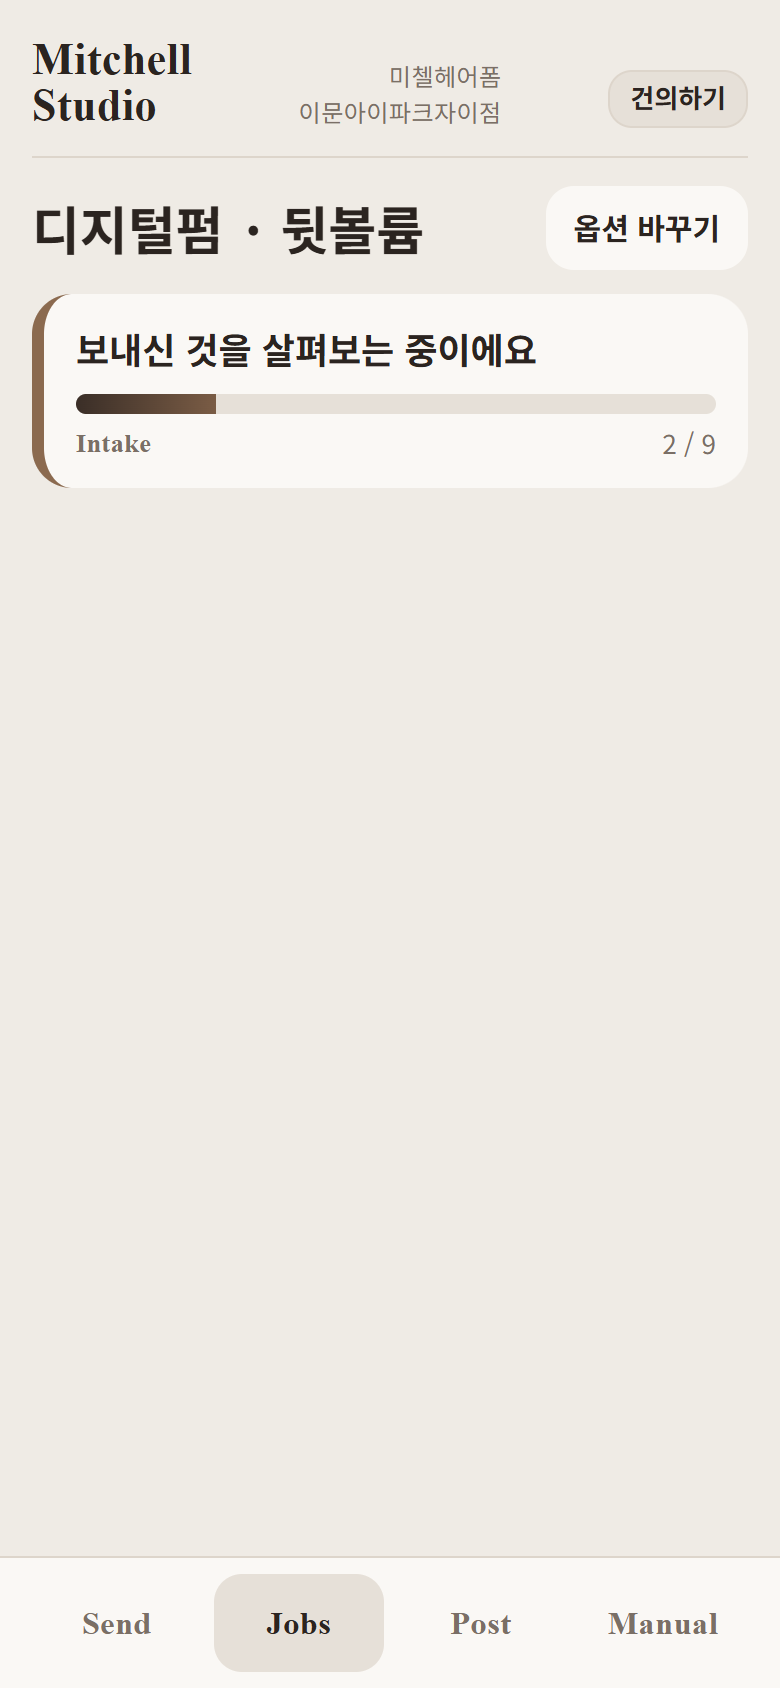 Mitchell
Studio
미첼헤어폼
이문아이파크자이점
건의하기
디지털펌 · 뒷볼륨
옵션 바꾸기
보내신 것을 살펴보는 중이에요
Intake
2 / 9
Send
Jobs
Post
Manual